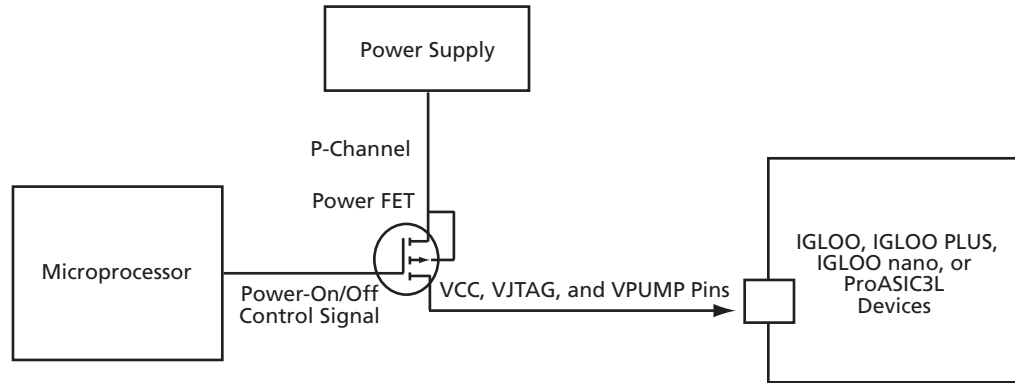 Power Supply
P-Channel
Power FET
Microprocessor
Power-On/Off
Control Signal
VCC, VJTAG, and VPUMP Pins
IGLOO, IGLOO PLUS,
IGLOO nano, or
ProASIC3L
Devices